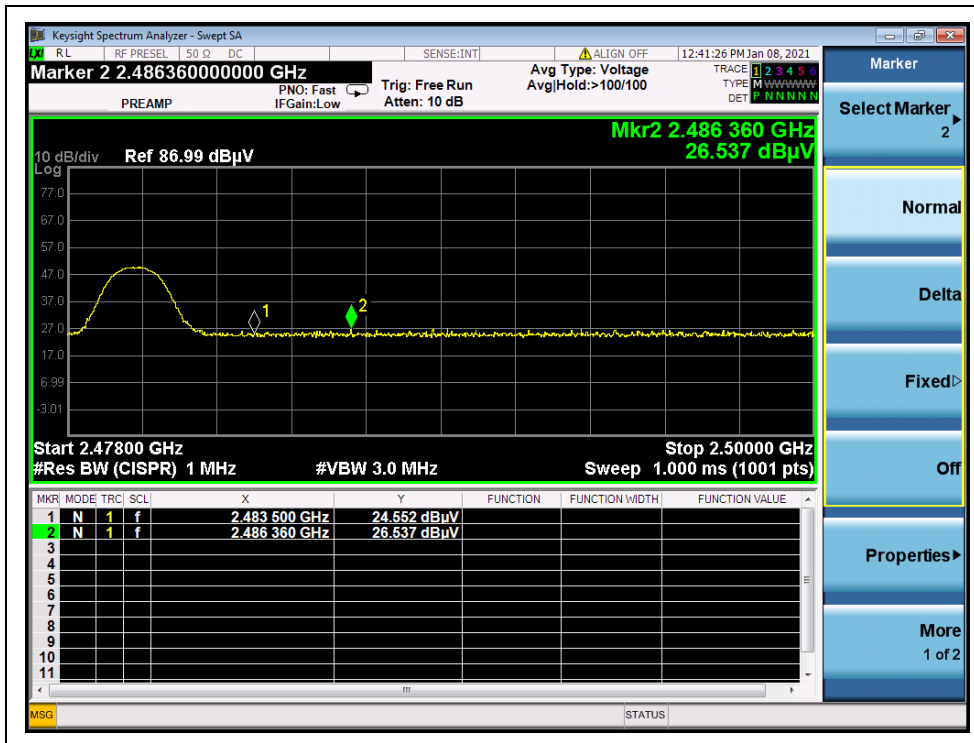 Keysight Spectrum Analyzer - Swept SA
LXI RL RF PRESEL 50 Ω DC SENSE:INT ALIGN OFF 12:41:26 PM Jan 08, 2021
Marker 2 2.486360000000 GHz
PREAMP
PNO: Fast
IFGain:Low
Trig: Free Run
Atten: 10 dB
Avg Type: Voltage
Avg|Hold:>100/100
TRACE 1 2 3 4 5 6
TYPE M W W W W W
DET P N N N N N
Mkr2 2.486 360 GHz
26.537 dBµV
10 dB/div Ref 86.99 dBµV
Log
77.0
67.0
57.0
47.0
37.0
27.0
17.0
6.99
-3.01
1
2
Start 2.47800 GHz Stop 2.50000 GHz
#Res BW (CISPR) 1 MHz #VBW 3.0 MHz Sweep 1.000 ms (1001 pts)
MKR MODE TRC SCL X Y FUNCTION FUNCTION WIDTH FUNCTION VALUE
1 N 1 f 2.483 500 GHz 24.552 dBµV
2 N 1 f 2.486 360 GHz 26.537 dBµV
3
4
5
6
7
8
9
10
11
MSG STATUS
Marker
Select Marker
2
Normal
Delta
Fixed
Off
Properties
More
1 of 2